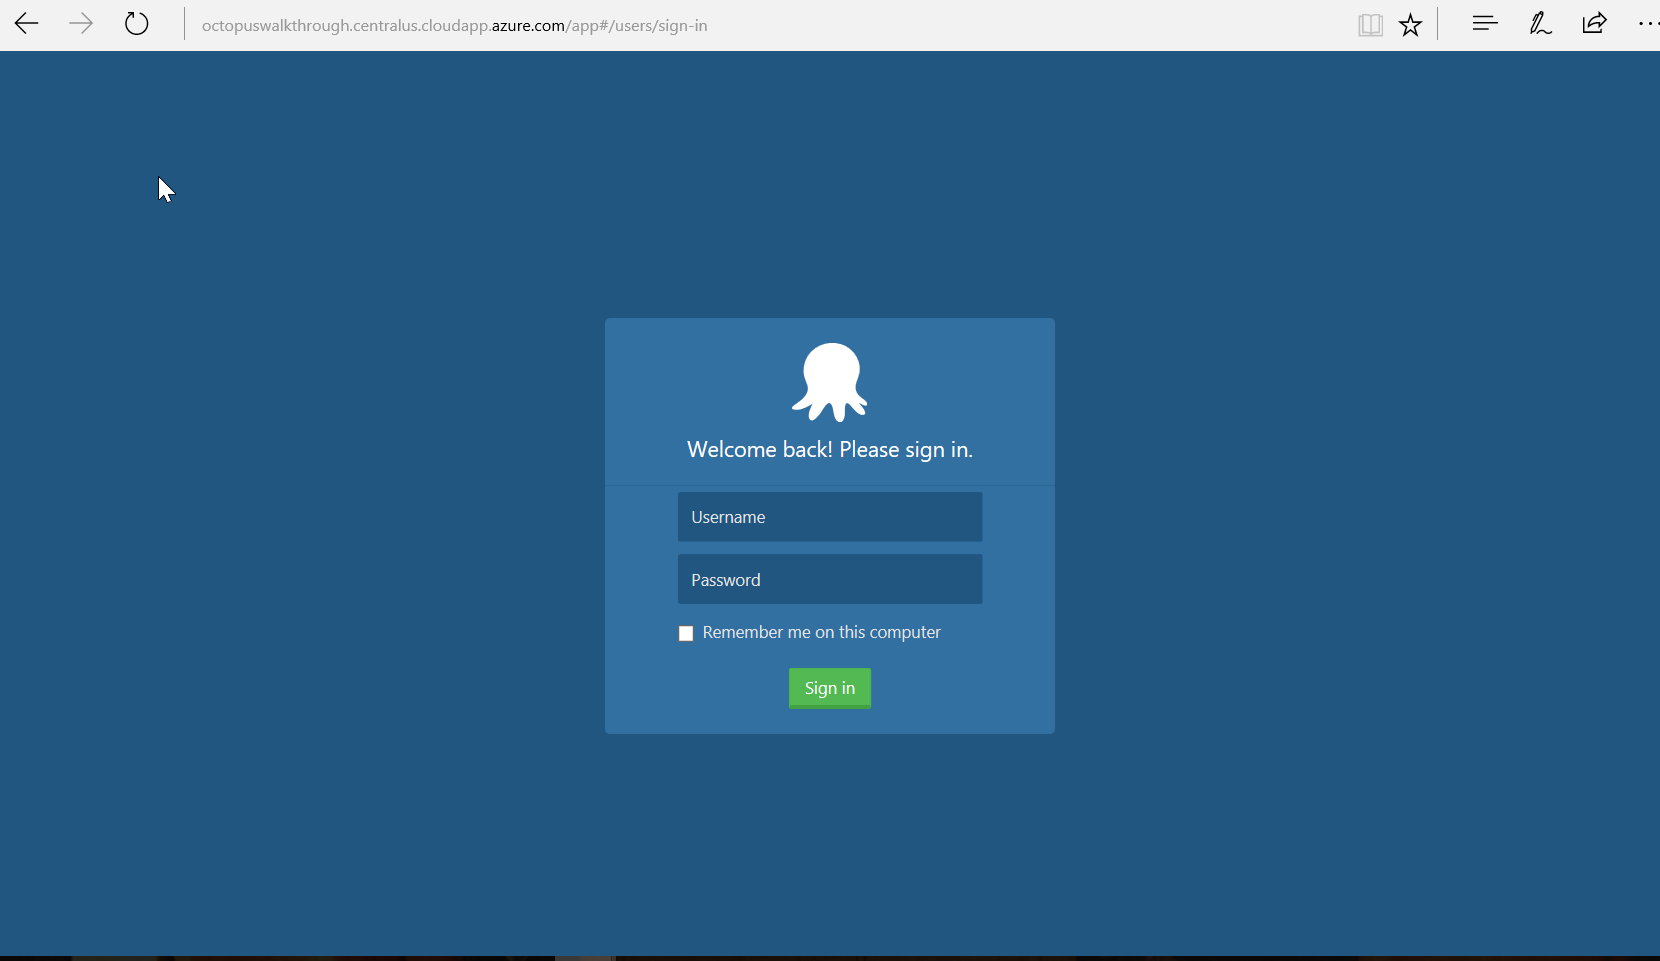 octopuswalkthrough.centralus.cloudapp.azure.com/app#/users/sign-in
Welcome back! Please sign in.
Username
Password
Remember me on this computer
Sign in